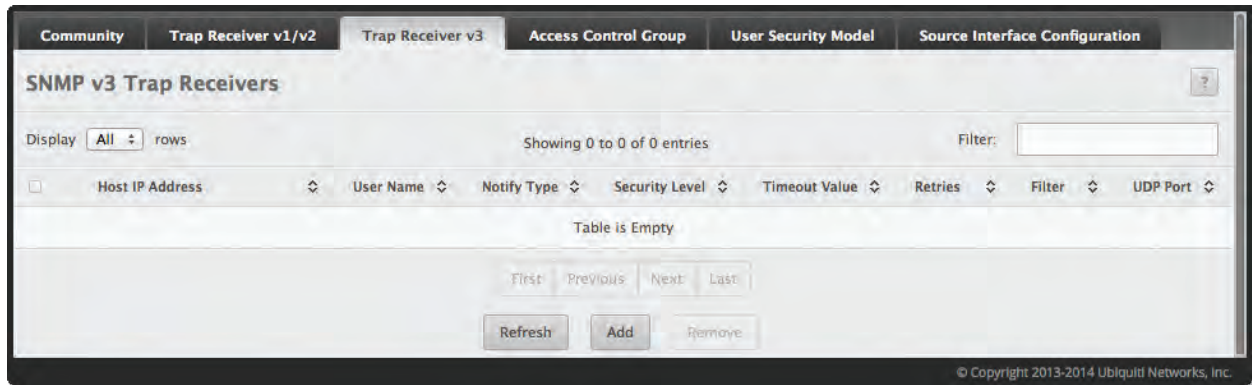 Community Trap Receiver v1/v2 Trap Receiver v3 Access Control Group User Security Model Source Interface Configuration
SNMP v3 Trap Receivers
?
Display All rows Showing 0 to 0 of 0 entries Filter:
Host IP Address User Name Notify Type Security Level Timeout Value Retries Filter UDP Port
Table is Empty
First Previous Next Last
Refresh Add Remove
© Copyright 2013-2014 Ubiquiti Networks, Inc.